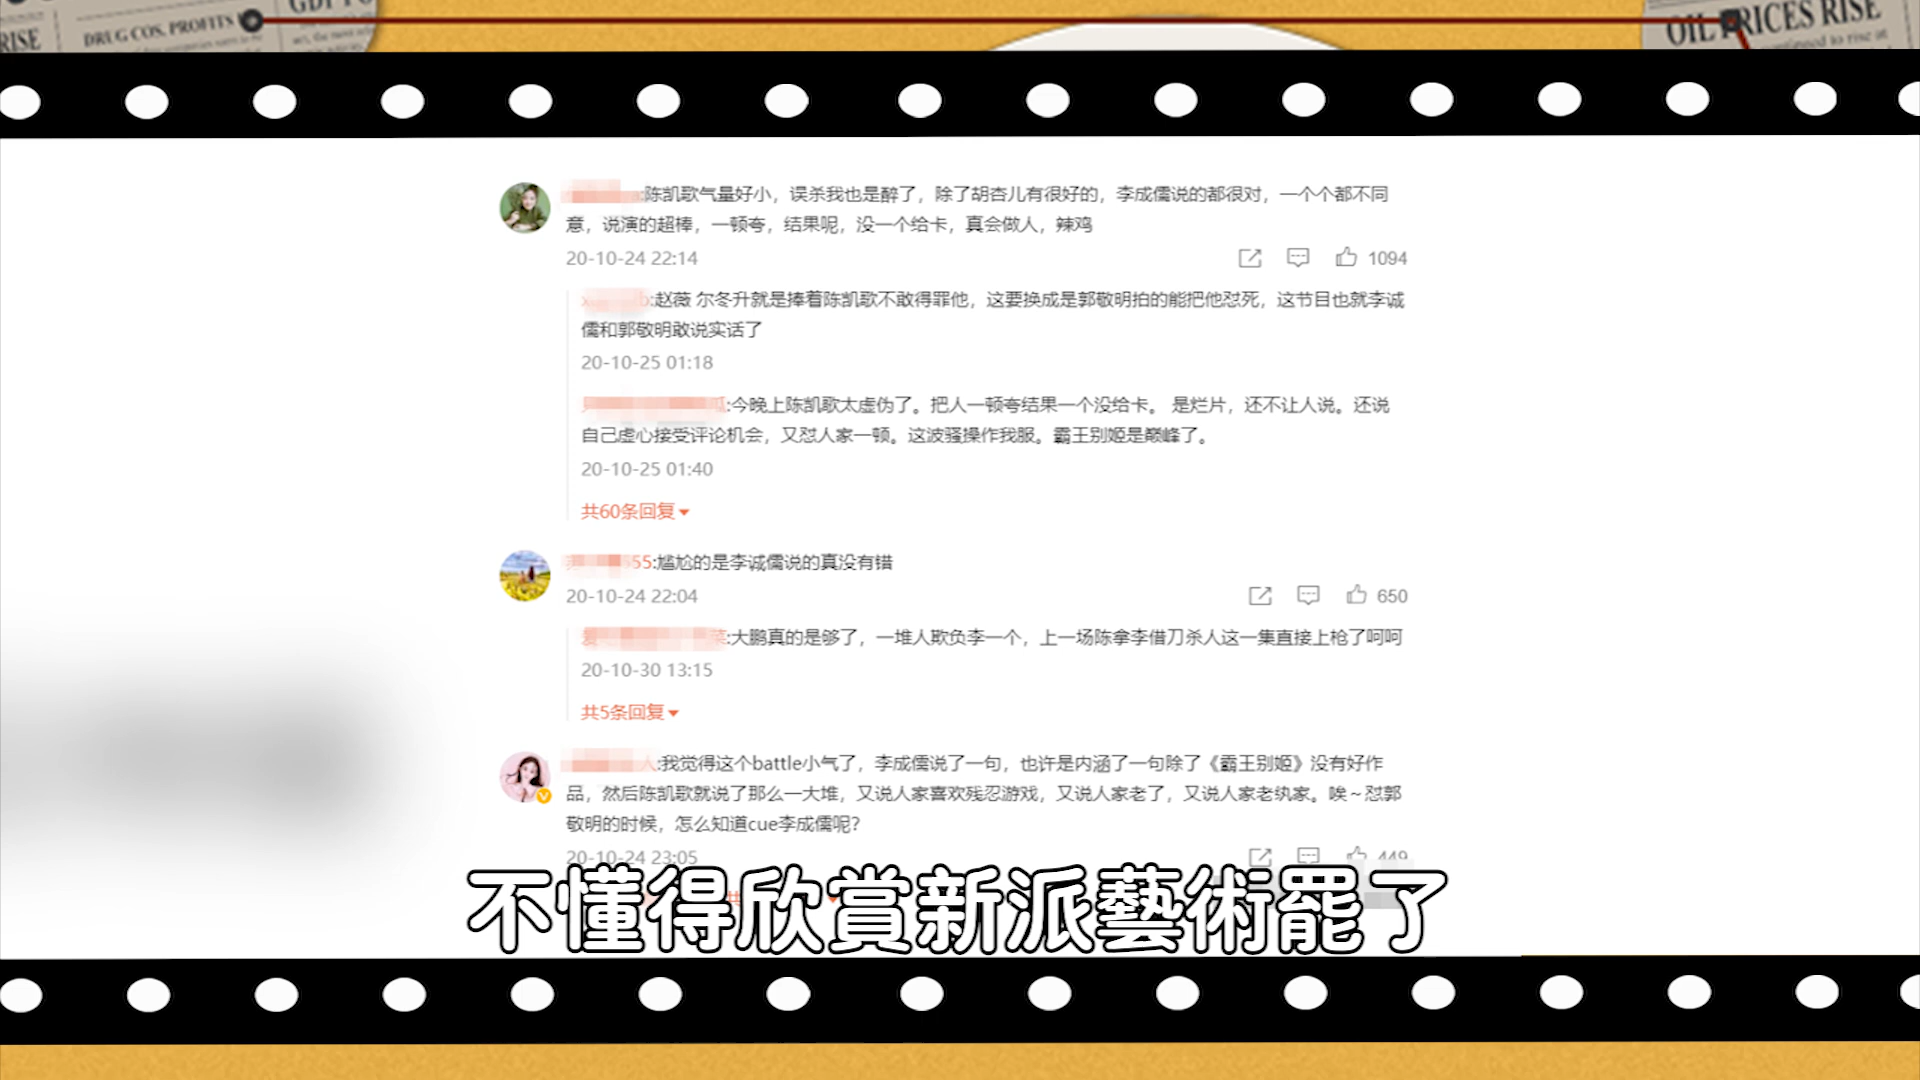 RISE
DRUG COS. PROFITS
OIL PRICES RISE
continued to rise at
:陈凯歌气量好小，误杀我也是醉了，除了胡杏儿有很好的，李成儒说的都很对，一个个都不同
意，说演的超棒，一顿夸，结果呢，没一个给卡，真会做人，辣鸡
20-10-24 22:14
1094
:赵薇 尔冬升就是捧着陈凯歌不敢得罪他，这要换成是郭敬明拍的能把他怼死，这节目也就李诚
儒和郭敬明敢说实话了
20-10-25 01:18
:今晚上陈凯歌太虚伪了。把人一顿夸结果一个没给卡。 是烂片，还不让人说。还说
自己虚心接受评论机会，又怼人家一顿。这波骚操作我服。霸王别姬是巅峰了。
20-10-25 01:40
共60条回复
55:尴尬的是李诚儒说的真没有错
20-10-24 22:04
650
:大鹏真的是够了，一堆人欺负李一个，上一场陈拿李借刀杀人这一集直接上枪了呵呵
20-10-30 13:15
共5条回复
人:我觉得这个battle小气了，李成儒说了一句，也许是内涵了一句除了《霸王别姬》没有好作
品，然后陈凯歌就说了那么一大堆，又说人家喜欢残忍游戏，又说人家老了，又说人家老纨家。唉～怼郭
敬明的时候，怎么知道cue李成儒呢？
20-10-24 23:05
449
不懂得欣賞新派藝術罷了